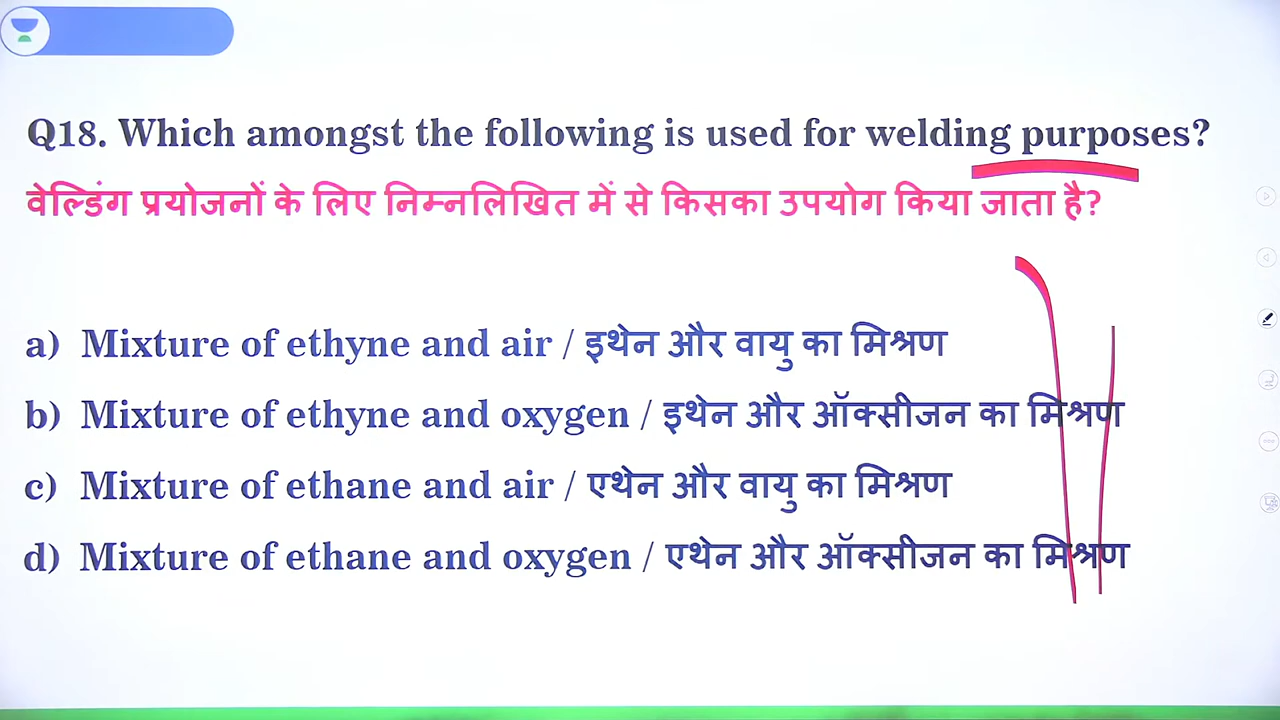 Q18. Which amongst the following is used for welding purposes?
वेल्डिंग प्रयोजनों के लिए निम्नलिखित में से किसका उपयोग किया जाता है?
a) Mixture of ethyne and air / इथेन और वायु का मिश्रण
b) Mixture of ethyne and oxygen / इथेन और ऑक्सीजन का मिश्रण
c) Mixture of ethane and air / एथेन और वायु का मिश्रण
d) Mixture of ethane and oxygen / एथेन और ऑक्सीजन का मिश्रण